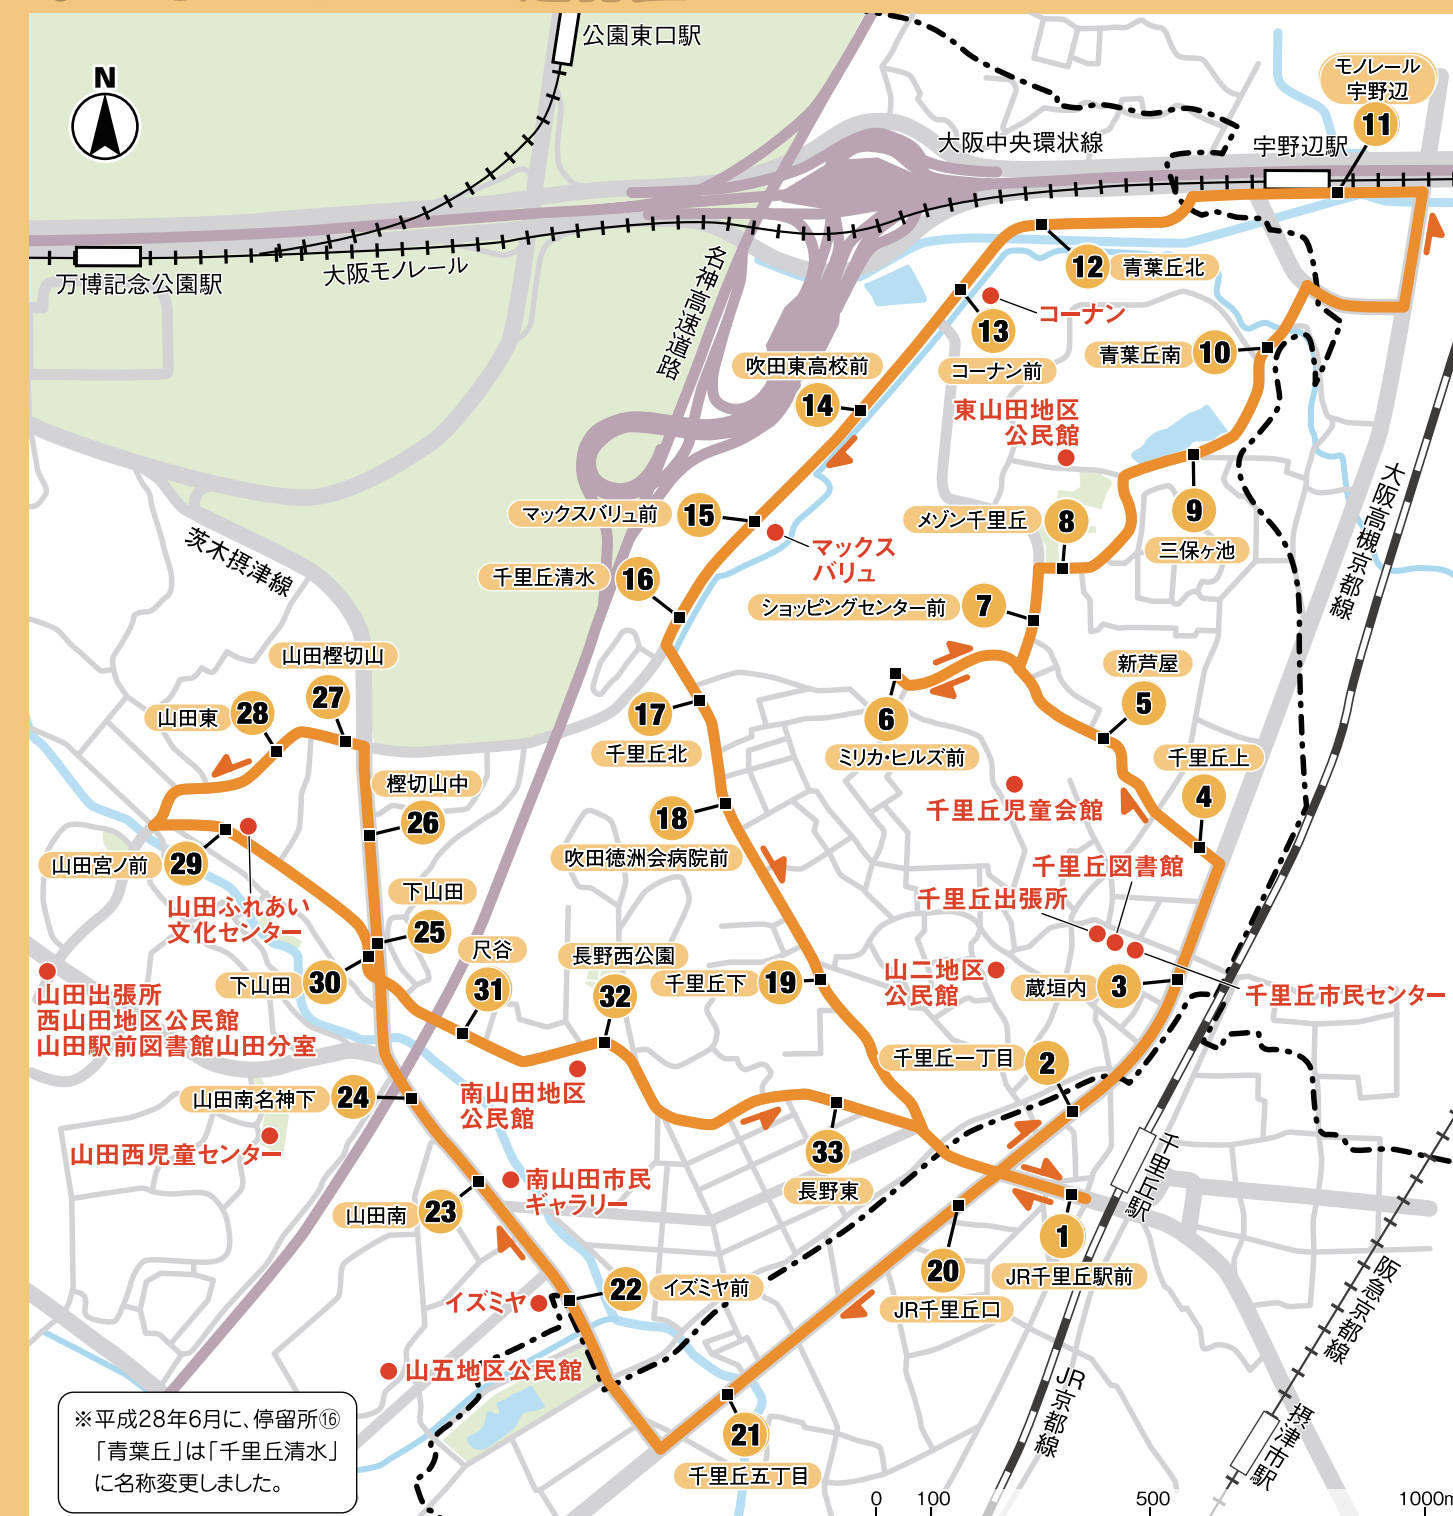 公園東口駅
N
モノレール
宇野辺
11
大阪中央環状線
宇野辺駅
万博記念公園駅
大阪モノレール
名神高速道路
12
青葉丘北
13
コーナン
コーナン前
青葉丘南
10
吹田東高校前
14
東山田地区
公民館
大阪高槻京都線
マックスバリュ前
15
メゾン千里丘
8
9
三保ヶ池
マックス
バリュ
茨木摂津線
千里丘清水
16
ショッピングセンター前
7
山田樫切山
27
新芦屋
5
山田東
28
17
千里丘北
6
ミリカ・ヒルズ前
千里丘上
4
樫切山中
26
千里丘児童会館
18
吹田徳洲会病院前
山田宮ノ前
29
千里丘図書館
千里丘出張所
下山田
25
山田ふれあい
文化センター
尺谷
31
長野西公園
32
千里丘下
19
山二地区
公民館
蔵垣内
3
千里丘市民センター
下山田
30
山田出張所
西山田地区公民館
山田駅前図書館山田分室
千里丘一丁目
2
南山田地区
公民館
山田南名神下
24
山田西児童センター
33
長野東
千里丘駅
南山田市民
ギャラリー
山田南
23
1
JR千里丘駅前
20
JR千里丘口
イズミヤ
22
イズミヤ前
阪急京都線
山五地区公民館
JR京都線
摂津市駅
21
千里丘五丁目
※平成28年6月に、停留所⑯
「青葉丘」は「千里丘清水」
に名称変更しました。
0 100 500 1000m